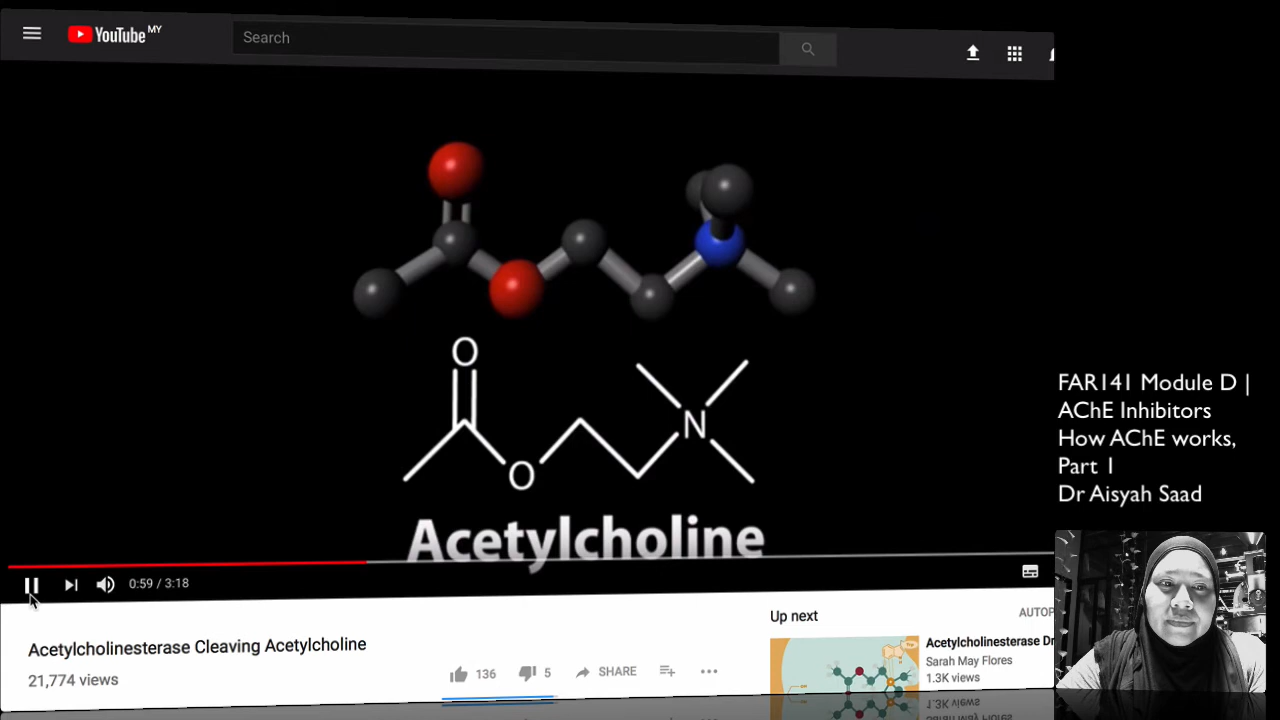 YouTube MY
Search
O
O
N
Acetylcholine
0:59 / 3:18
Acetylcholinesterase Cleaving Acetylcholine
21,774 views
136
5
SHARE
Up next
AUTOP
Acetylcholinesterase Dr
Sarah May Flores
1.3K views
FAR141 Module D |
AChE Inhibitors
How AChE works,
Part 1
Dr Aisyah Saad